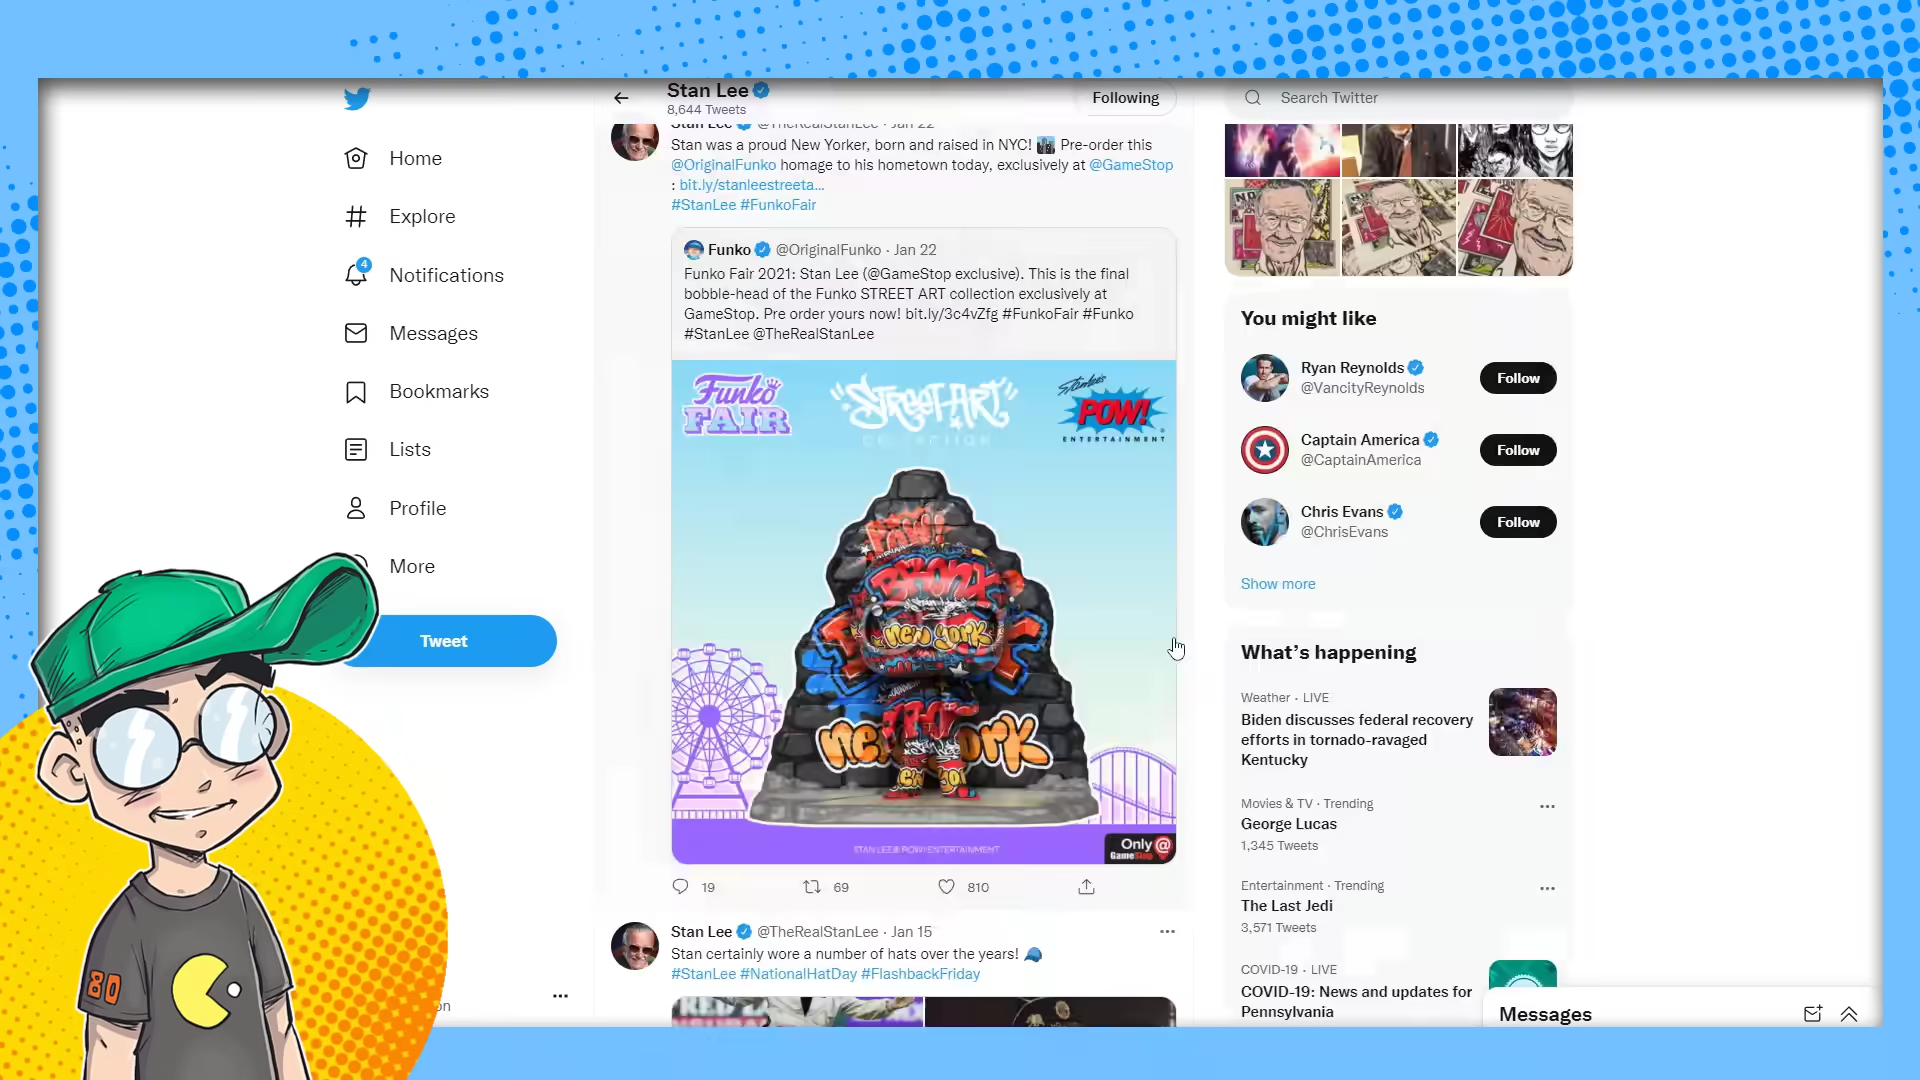 Stan Lee
8,644 Tweets
Following
Search Twitter
Home
Explore
4
Notifications
Messages
Bookmarks
Lists
Profile
More
Tweet
Stan Lee @TheRealStanLee · Jan 22
Stan was a proud New Yorker, born and raised in NYC! Pre-order this
@OriginalFunko homage to his hometown today, exclusively at @GameStop
: bit.ly/stanleestreeta...
#StanLee #FunkoFair
Funko @OriginalFunko · Jan 22
Funko Fair 2021: Stan Lee (@GameStop exclusive). This is the final
bobble-head of the Funko STREET ART collection exclusively at
GameStop. Pre order yours now! bit.ly/3c4vZfg #FunkoFair #Funko
#StanLee @TheRealStanLee
Funko
FAIR
"STREET ART"
COLLECTION
Stan Lee's
POW!
ENTERTAINMENT
POW!!
BRONX
new york
STAN LEE® POW! ENTERTAINMENT
Only @
GameStop
19
69
810
Stan Lee @TheRealStanLee · Jan 15
Stan certainly wore a number of hats over the years!
#StanLee #NationalHatDay #FlashbackFriday
You might like
Ryan Reynolds
@VancityReynolds
Follow
Captain America
@CaptainAmerica
Follow
Chris Evans
@ChrisEvans
Follow
Show more
What's happening
Weather · LIVE
Biden discusses federal recovery
efforts in tornado-ravaged
Kentucky
Movies & TV · Trending
George Lucas
1,345 Tweets
Entertainment · Trending
The Last Jedi
3,571 Tweets
COVID-19 · LIVE
COVID-19: News and updates for
Pennsylvania
Messages
80